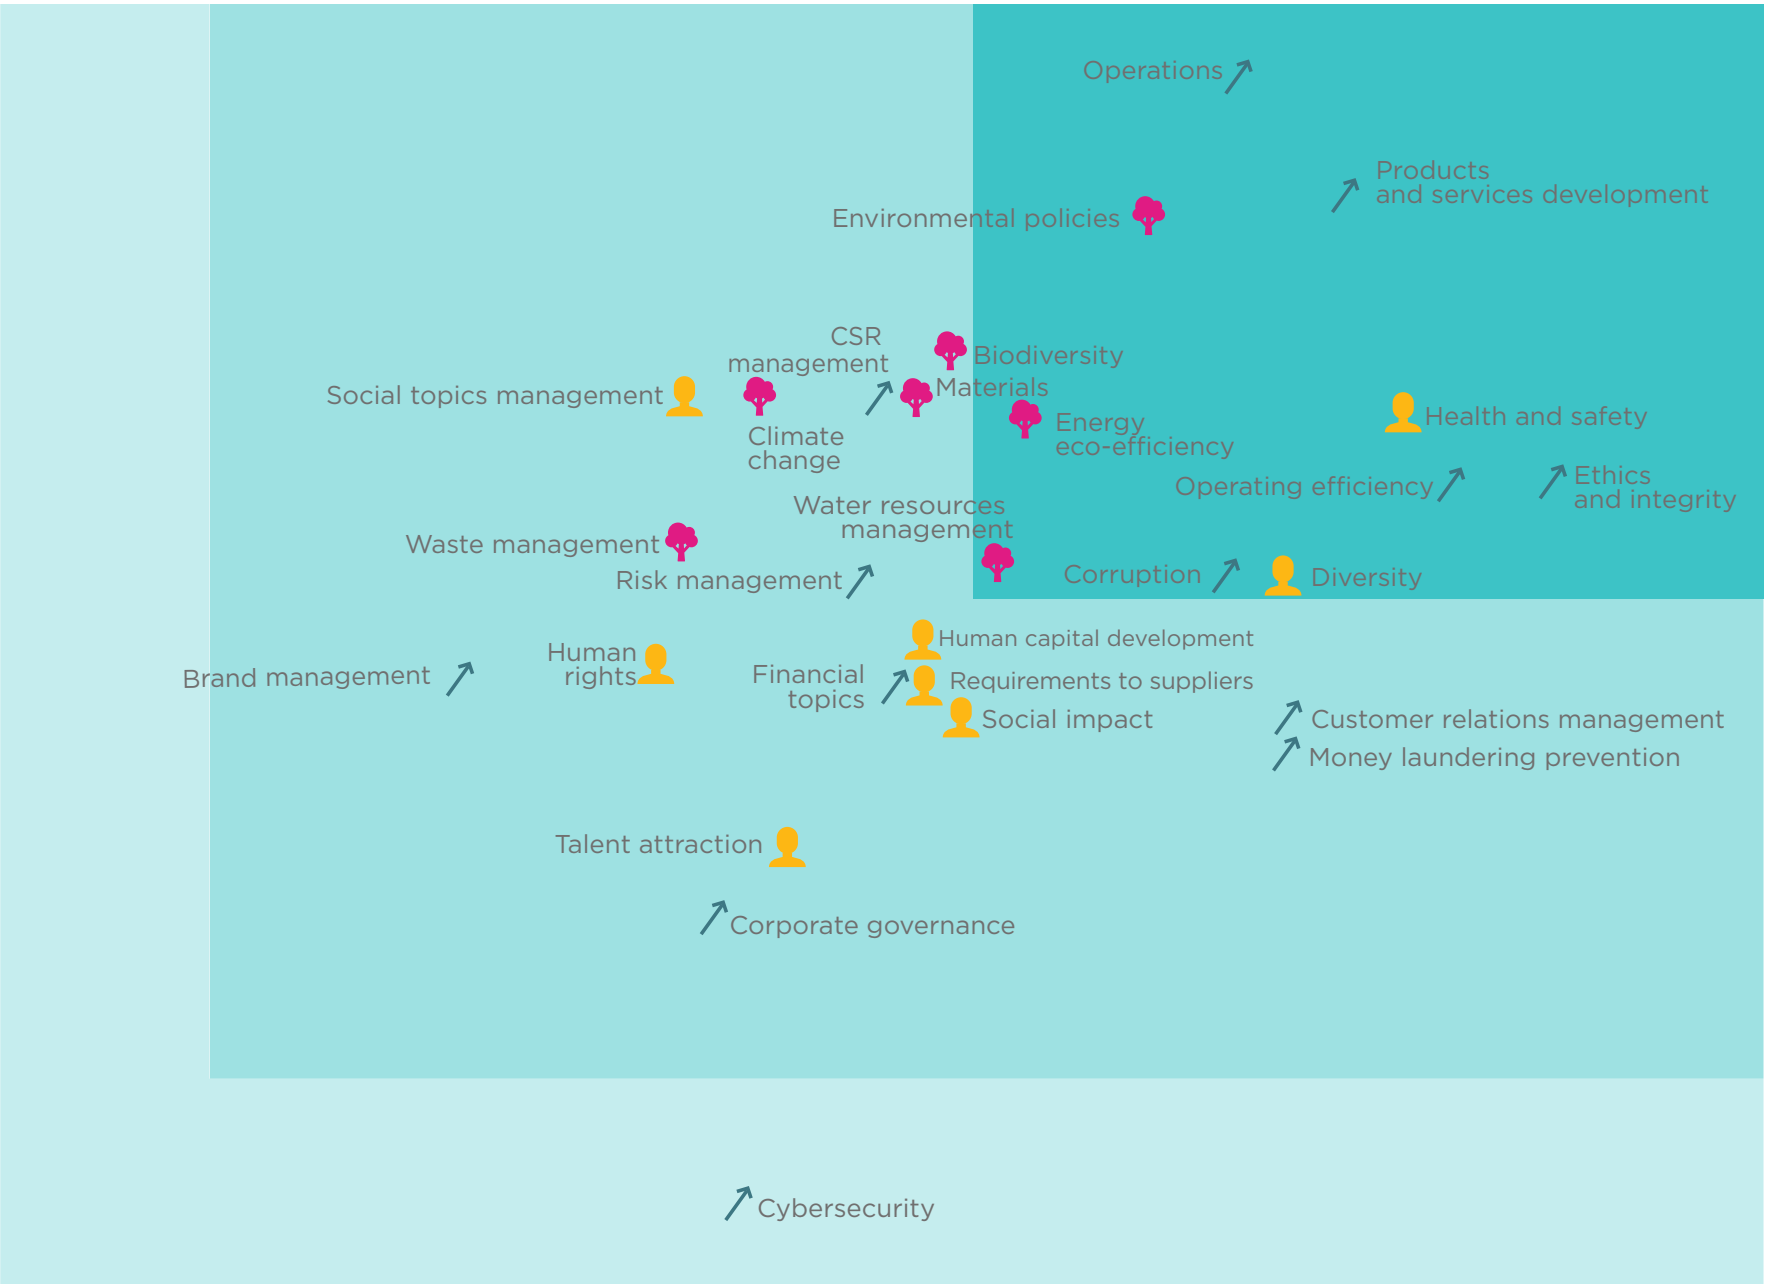 Operations
Products
and services development
Environmental policies
CSR
management
Biodiversity
Materials
Social topics management
Climate
change
Energy
eco-efficiency
Health and safety
Operating efficiency
Ethics
and integrity
Water resources
management
Waste management
Risk management
Corruption
Diversity
Human capital development
Human
rights
Brand management
Financial
topics
Requirements to suppliers
Social impact
Customer relations management
Money laundering prevention
Talent attraction
Corporate governance
Cybersecurity